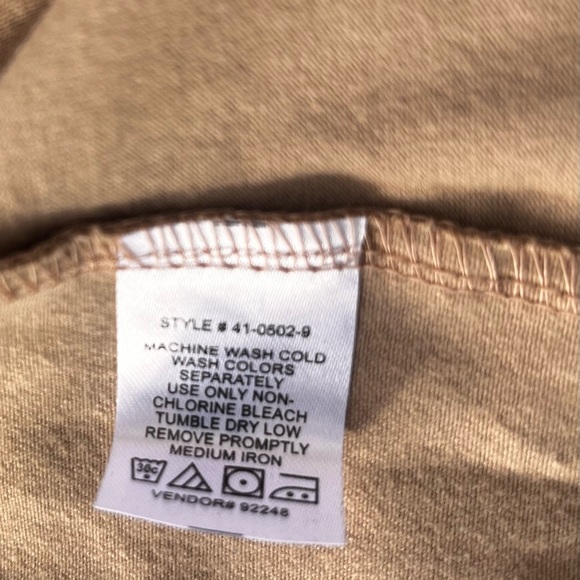 STYLE # 41-0502-9
MACHINE WASH COLD
WASH COLORS
SEPARATELY
USE ONLY NON-
CHLORINE BLEACH
TUMBLE DRY LOW
REMOVE PROMPTLY
MEDIUM IRON
30c
VENDOR# 92248